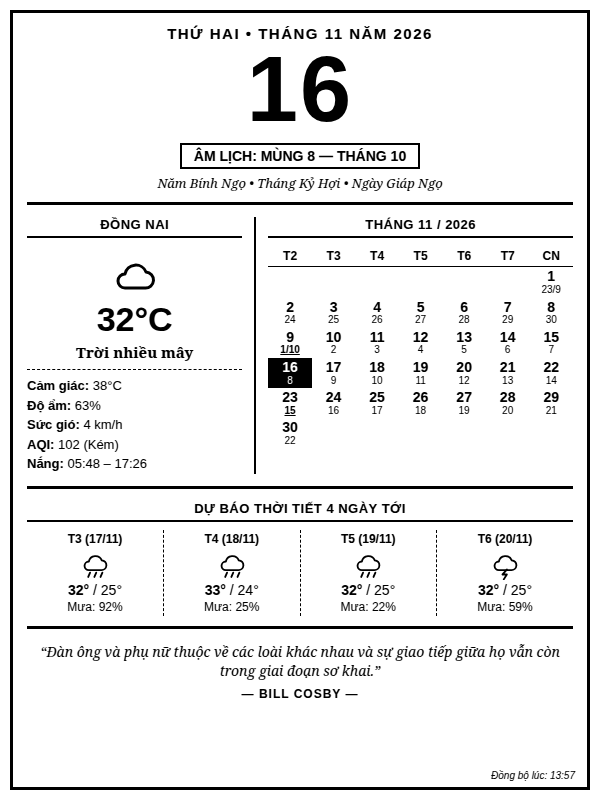 THỨ HAI • THÁNG 11 NĂM 2026
16
ÂM LỊCH: MÙNG 8 — THÁNG 10
Năm Bính Ngọ • Tháng Kỷ Hợi • Ngày Giáp Ngọ
ĐỒNG NAI
32°C
Trời nhiều mây
Cảm giác: 38°C
Độ ẩm: 63%
Sức gió: 4 km/h
AQI: 102 (Kém)
Nắng: 05:48 – 17:26
THÁNG 11 / 2026
T2 T3 T4 T5 T6 T7 CN
1
23/9
2 3 4 5 6 7 8
24 25 26 27 28 29 30
9 10 11 12 13 14 15
1/10 2 3 4 5 6 7
16 17 18 19 20 21 22
8 9 10 11 12 13 14
23 24 25 26 27 28 29
15 16 17 18 19 20 21
30
22
DỰ BÁO THỜI TIẾT 4 NGÀY TỚI
T3 (17/11) T4 (18/11) T5 (19/11) T6 (20/11)
32° / 25° 33° / 24° 32° / 25° 32° / 25°
Mưa: 92% Mưa: 25% Mưa: 22% Mưa: 59%
“Đàn ông và phụ nữ thuộc về các loài khác nhau và sự giao tiếp giữa họ vẫn còn
trong giai đoạn sơ khai.”
— BILL COSBY —
Đồng bộ lúc: 13:57